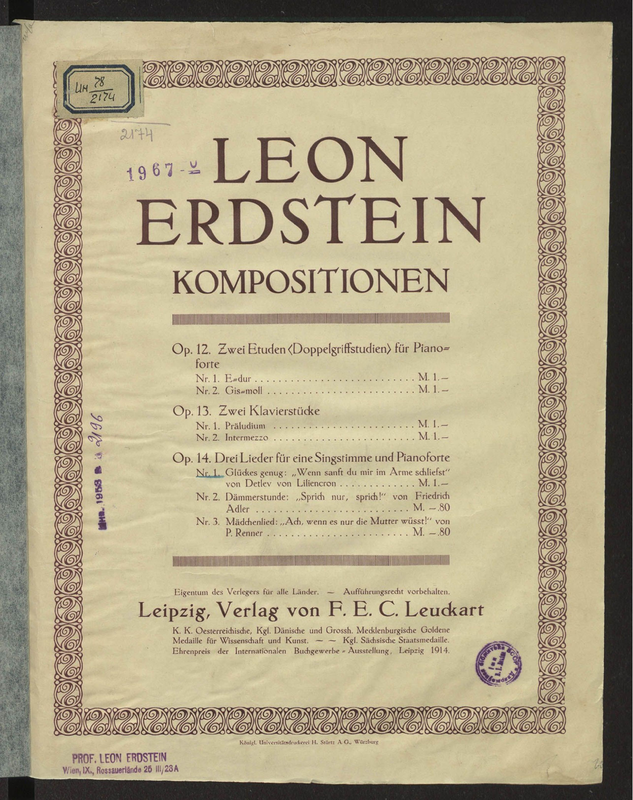 ИН 78
2174
2174
1967-U
LEON
ERDSTEIN
KOMPOSITIONEN
Op. 12. Zwei Etuden (Doppelgriffstudien) für Piano=
forte
Nr. 1. E=dur . . . . . . . . . . . . . . . . . . . . . . . . . . M. 1.—
Nr. 2. Gis=moll . . . . . . . . . . . . . . . . . . . . . . . . M. 1.—
Op. 13. Zwei Klavierstücke
Nr. 1. Präludium . . . . . . . . . . . . . . . . . . . . . . . . M. 1.—
Nr. 2. Intermezzo . . . . . . . . . . . . . . . . . . . . . . . M. 1.—
Op. 14. Drei Lieder für eine Singstimme und Pianoforte
Nr. 1. Glückes genug: „Wenn sanft du mir im Arme schliefst"
von Detlev von Liliencron . . . . . . . . . . . . M. 1.—
Nr. 2. Dämmerstunde: „Sprich nur, sprich!" von Friedrich
Adler . . . . . . . . . . . . . . . . . . . . . . . . . M. —.80
Nr. 3. Mädchenlied: „Ach, wenn es nur die Mutter wüsst!" von
P. Renner . . . . . . . . . . . . . . . . . . . . . . . M. —.80
2196
Eigentum des Verlegers für alle Länder. — Aufführungsrecht vorbehalten.
Leipzig, Verlag von F. E. C. Leuckart
K. K. Oesterreichische, Kgl. Dänische und Grossh. Mecklenburgische Goldene
Medaille für Wissenschaft und Kunst. — — Kgl. Sächsische Staatsmedaille.
Ehrenpreis der Internationalen Buchgewerbe=Ausstellung, Leipzig 1914.
Königl. Universitätsdruckerei H. Stürtz A.G., Würzburg
PROF. LEON ERDSTEIN
Wien, IX., Rossauerlände 25 III/23A